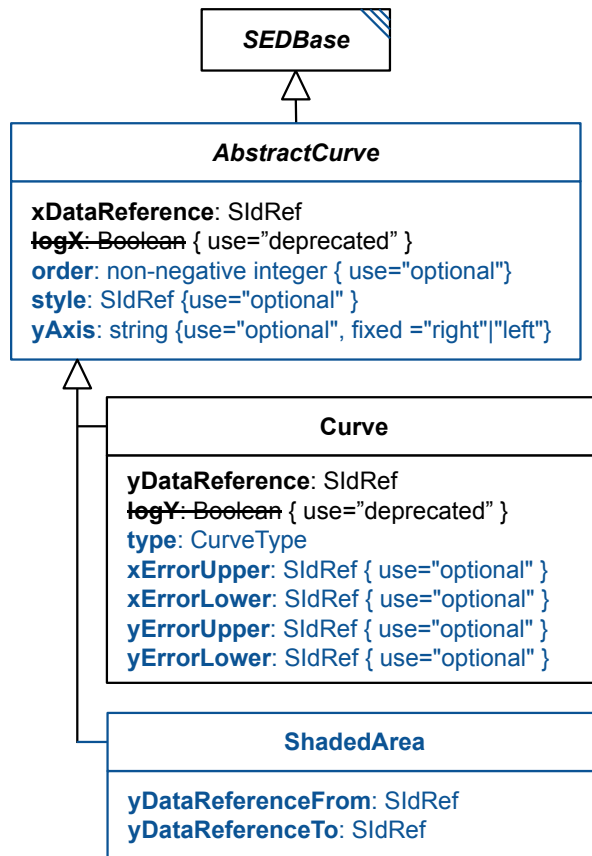 SEDBase
AbstractCurve
xDataReference: SIdRef
logX: Boolean { use=”deprecated” }
order: non-negative integer { use="optional"}
style: SIdRef {use="optional" }
yAxis: string {use="optional", fixed ="right"|"left"}
Curve
yDataReference: SIdRef
logY: Boolean { use=”deprecated” }
type: CurveType
xErrorUpper: SIdRef { use="optional" }
xErrorLower: SIdRef { use="optional" }
yErrorUpper: SIdRef { use="optional" }
yErrorLower: SIdRef { use="optional" }
ShadedArea
yDataReferenceFrom: SIdRef
yDataReferenceTo: SIdRef